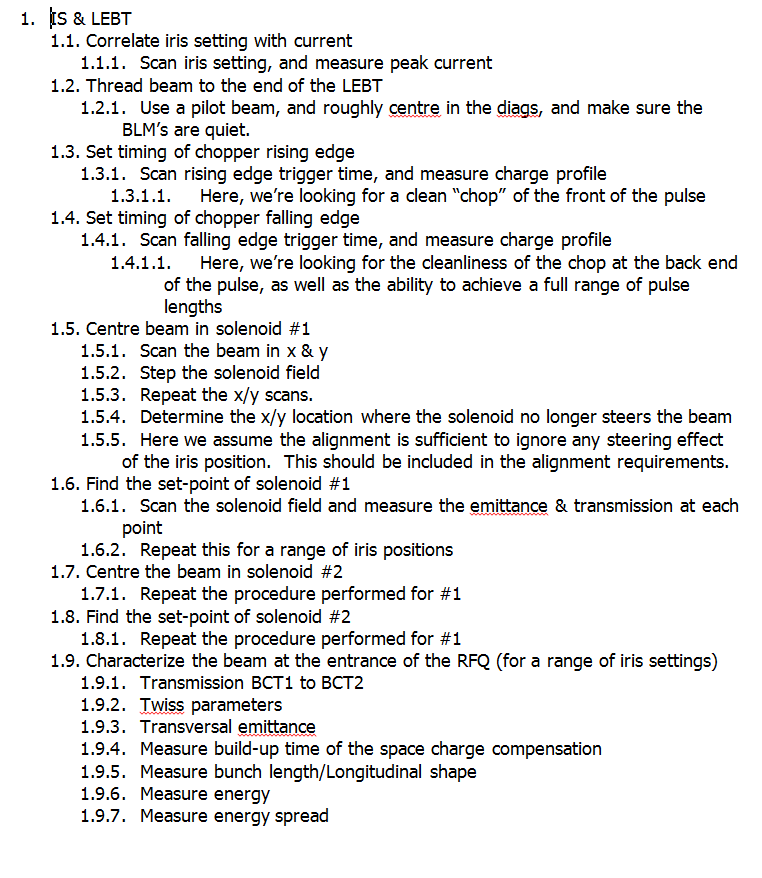 1. IS & LEBT
1.1. Correlate iris setting with current
1.1.1. Scan iris setting, and measure peak current
1.2. Thread beam to the end of the LEBT
1.2.1. Use a pilot beam, and roughly centre in the diags, and make sure the
BLM's are quiet.
1.3. Set timing of chopper rising edge
1.3.1. Scan rising edge trigger time, and measure charge profile
1.3.1.1. Here, we're looking for a clean “chop” of the front of the pulse
1.4. Set timing of chopper falling edge
1.4.1. Scan falling edge trigger time, and measure charge profile
1.4.1.1. Here, we're looking for the cleanliness of the chop at the back end
of the pulse, as well as the ability to achieve a full range of pulse
lengths
1.5. Centre beam in solenoid #1
1.5.1. Scan the beam in x & y
1.5.2. Step the solenoid field
1.5.3. Repeat the x/y scans.
1.5.4. Determine the x/y location where the solenoid no longer steers the beam
1.5.5. Here we assume the alignment is sufficient to ignore any steering effect
of the iris position. This should be included in the alignment requirements.
1.6. Find the set-point of solenoid #1
1.6.1. Scan the solenoid field and measure the emittance & transmission at each
point
1.6.2. Repeat this for a range of iris positions
1.7. Centre the beam in solenoid #2
1.7.1. Repeat the procedure performed for #1
1.8. Find the set-point of solenoid #2
1.8.1. Repeat the procedure performed for #1
1.9. Characterize the beam at the entrance of the RFQ (for a range of iris settings)
1.9.1. Transmission BCT1 to BCT2
1.9.2. Twiss parameters
1.9.3. Transversal emittance
1.9.4. Measure build-up time of the space charge compensation
1.9.5. Measure bunch length/Longitudinal shape
1.9.6. Measure energy
1.9.7. Measure energy spread